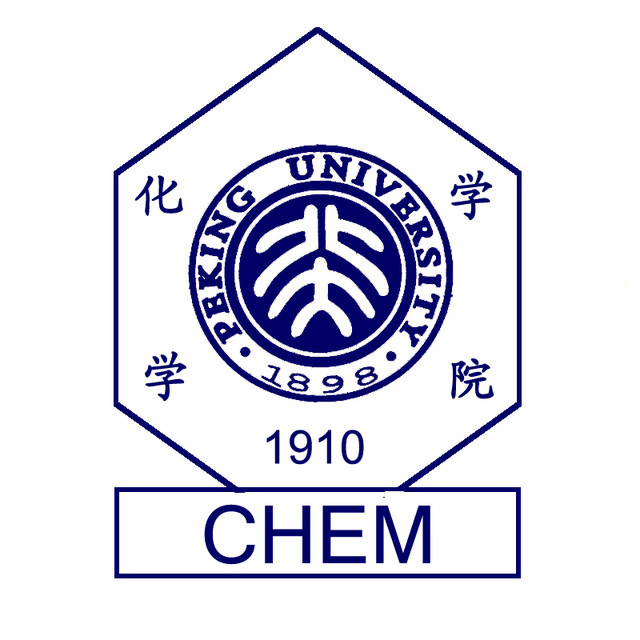 化 学
PEKING UNIVERSITY
1898
学 院
1910
CHEM